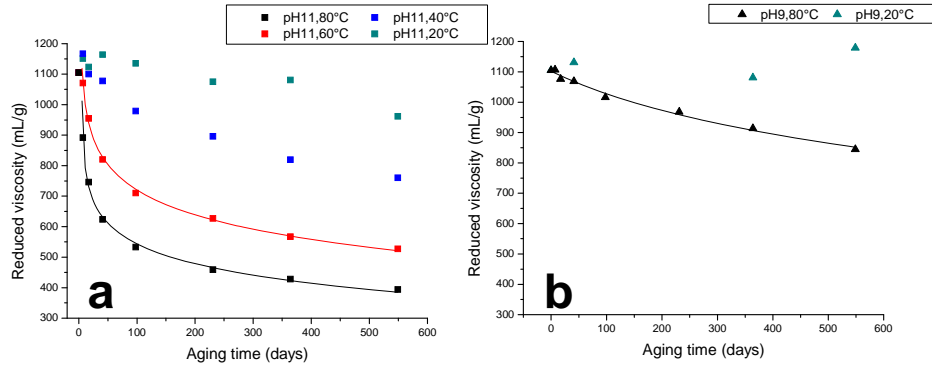 pH11,80°C pH11,40°C
pH11,60°C pH11,20°C
1200
1100
1000
900
800
700
600
500
400
300
0 100 200 300 400 500 600
Reduced viscosity (mL/g)
Aging time (days)
a
pH9,80°C pH9,20°C
1200
1100
1000
900
800
700
600
500
400
300
0 100 200 300 400 500 600
Reduced viscosity (mL/g)
Aging time (days)
b